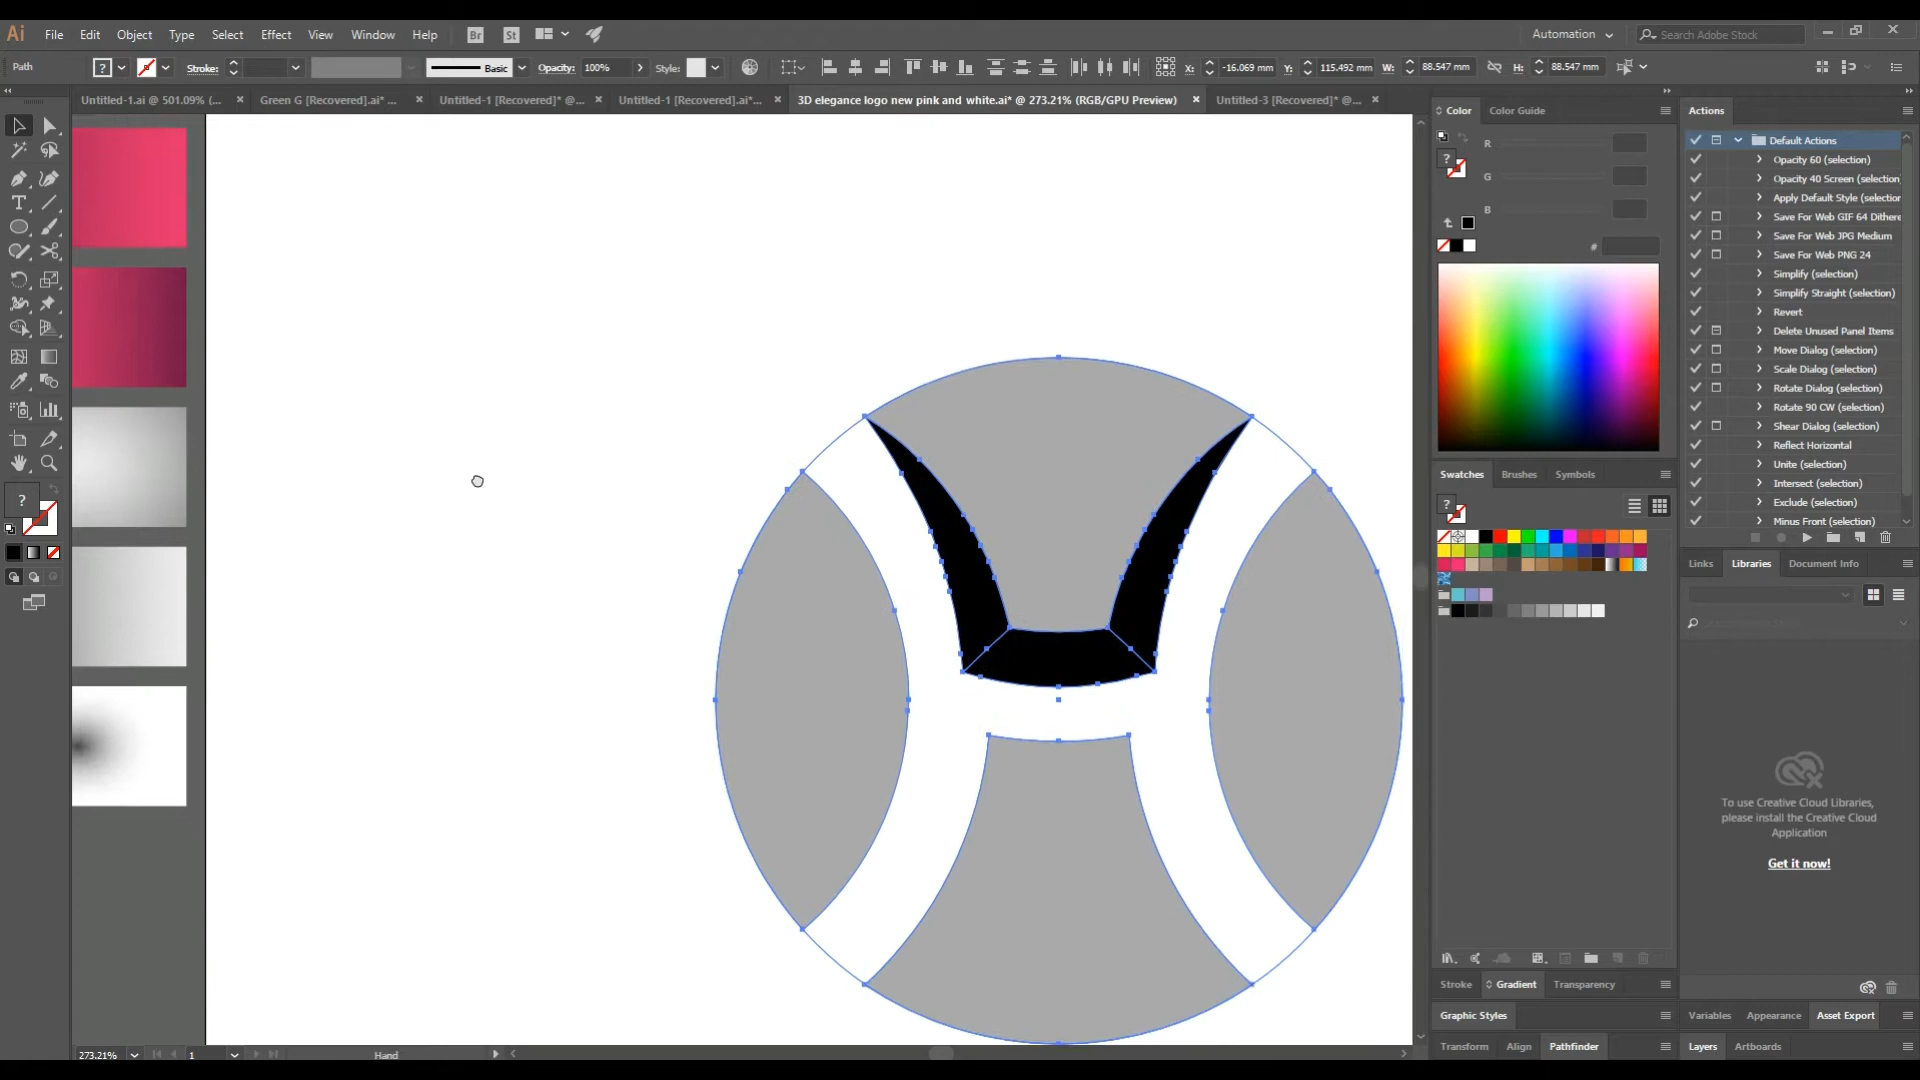 Ai File Edit Object Type Select Effect View Window Help Br St Automation Search Adobe Stock
Path ? Stroke: Basic Opacity: 100% Style: X: -16.069 mm Y: 115.492 mm W: 88.547 mm H: 88.547 mm
Untitled-1.ai @ 501.09% (... × Green G [Recovered].ai* ... × Untitled-1 [Recovered]* @... × Untitled-1 [Recovered].ai*... × 3D elegance logo new pink and white.ai* @ 273.21% (RGB/GPU Preview) × Untitled-3 [Recovered]* @... ×
Color Color Guide
R
G
B
#
?
Swatches Brushes Symbols
?
Stroke Gradient Transparency
Graphic Styles
Transform Align Pathfinder
Actions
Default Actions
Opacity 60 (selection)
Opacity 40 Screen (selection
Apply Default Style (selection
Save For Web GIF 64 Dithere
Save For Web JPG Medium
Save For Web PNG 24
Simplify (selection)
Simplify Straight (selection)
Revert
Delete Unused Panel Items
Move Dialog (selection)
Scale Dialog (selection)
Rotate Dialog (selection)
Rotate 90 CW (selection)
Shear Dialog (selection)
Reflect Horizontal
Unite (selection)
Intersect (selection)
Exclude (selection)
Minus Front (selection)
Links Libraries Document Info
To use Creative Cloud Libraries,
please install the Creative Cloud
Application
Get it now!
Variables Appearance Asset Export
Layers Artboards
?
273.21% 1 Hand